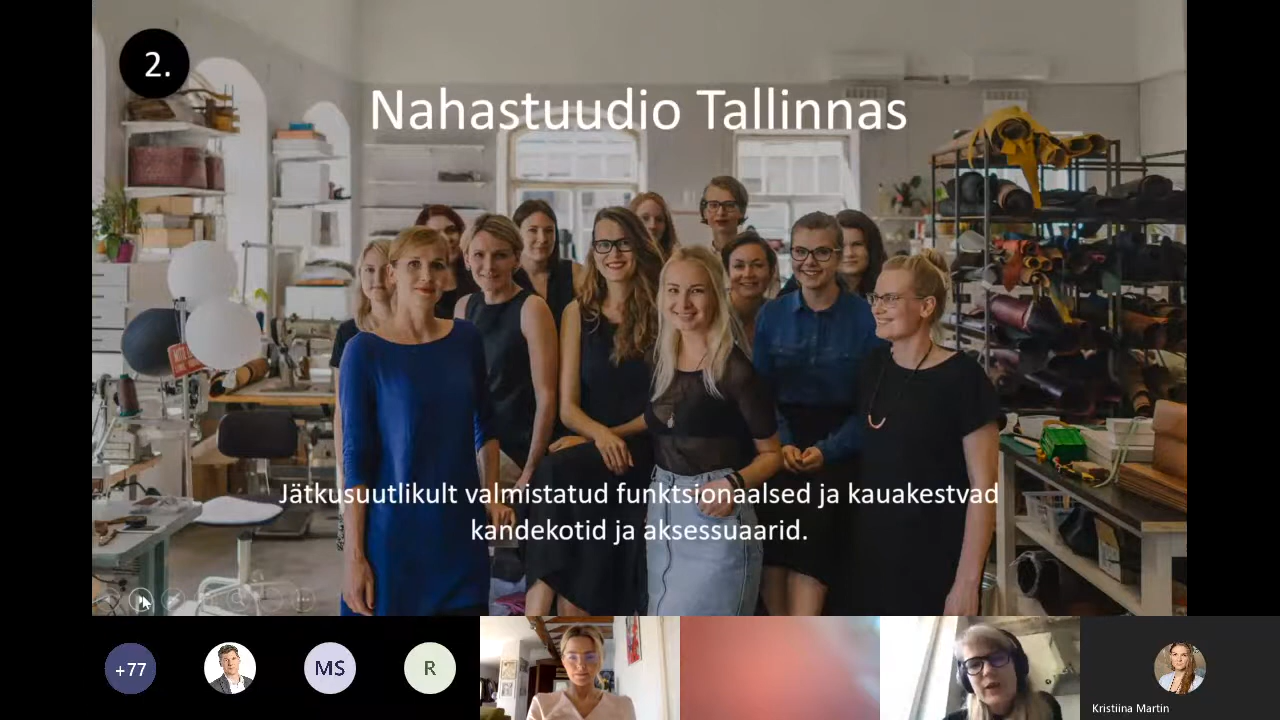 2.
Nahastuudio Tallinnas
Jätkusuutlikult valmistatud funktsionaalsed ja kauakestvad
kandekotid ja aksessuaarid.
+77
MS
R
Kristiina Martin